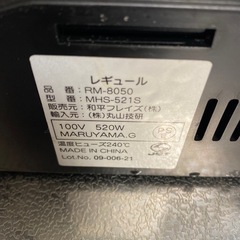 レギュール
品 番：RM-8050
型 番：MHS-521S
販売元：和平フレイズ(株)
輸入元：(株)丸山技研
100V 520W
MARUYAMA.G
温度ヒューズ240℃
MADE IN CHINA
Lot.No. 09-006-21